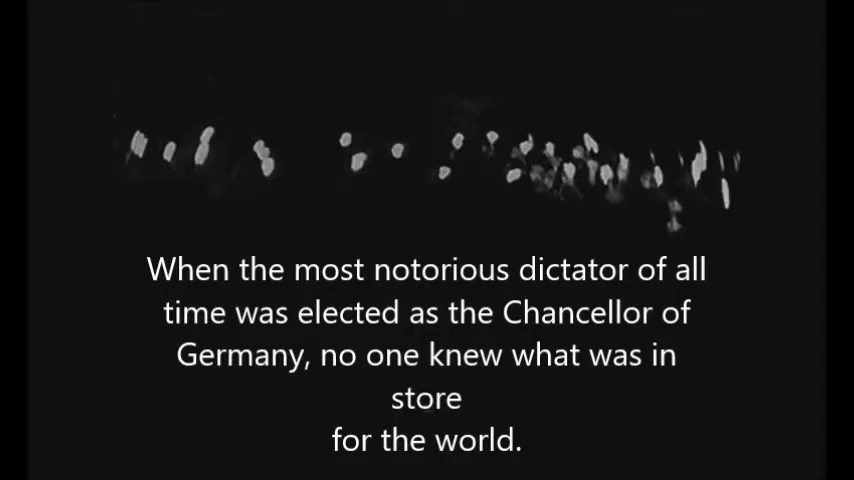 When the most notorious dictator of all
time was elected as the Chancellor of
Germany, no one knew what was in
store
for the world.